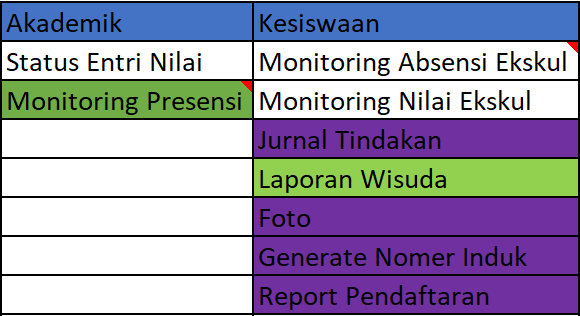 Akademik Kesiswaan
Status Entri Nilai Monitoring Absensi Ekskul
Monitoring Presensi Monitoring Nilai Ekskul
Jurnal Tindakan
Laporan Wisuda
Foto
Generate Nomer Induk
Report Pendaftaran